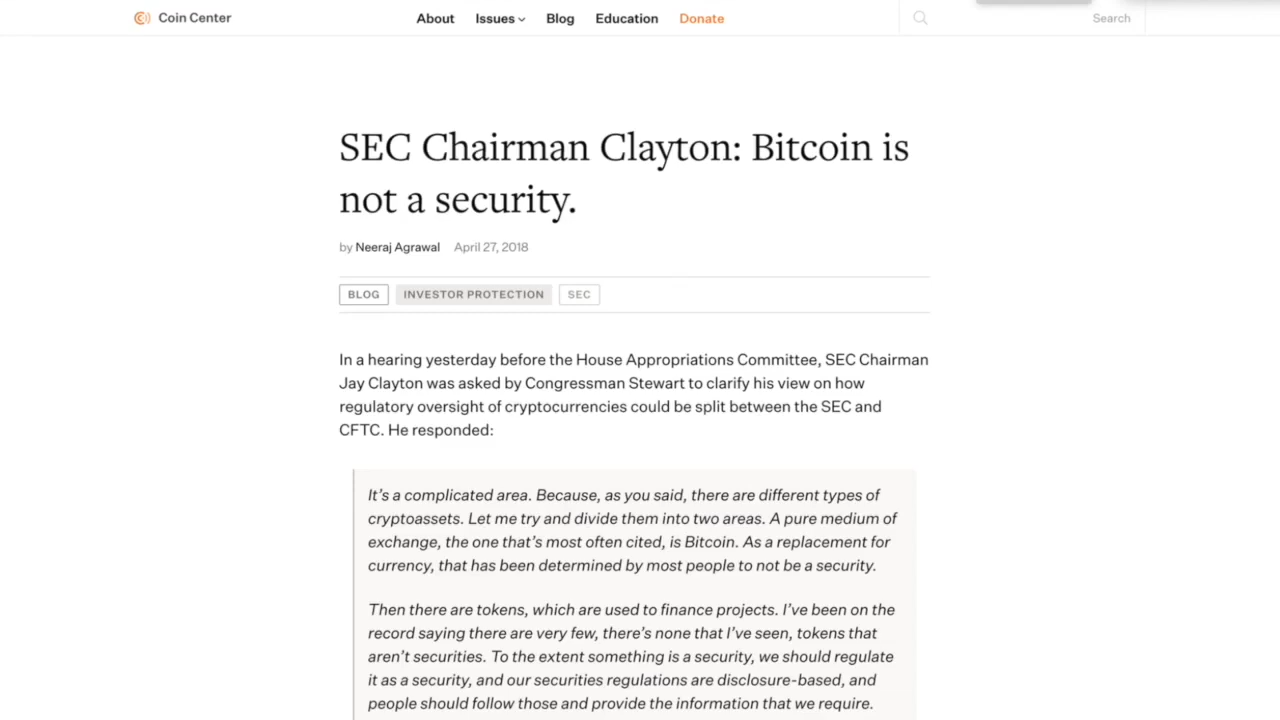 Coin Center
About Issues Blog Education Donate
Search
SEC Chairman Clayton: Bitcoin is
not a security.
by Neeraj Agrawal April 27, 2018
BLOG INVESTOR PROTECTION SEC
In a hearing yesterday before the House Appropriations Committee, SEC Chairman
Jay Clayton was asked by Congressman Stewart to clarify his view on how
regulatory oversight of cryptocurrencies could be split between the SEC and
CFTC. He responded:
It’s a complicated area. Because, as you said, there are different types of
cryptoassets. Let me try and divide them into two areas. A pure medium of
exchange, the one that’s most often cited, is Bitcoin. As a replacement for
currency, that has been determined by most people to not be a security.
Then there are tokens, which are used to finance projects. I’ve been on the
record saying there are very few, there’s none that I’ve seen, tokens that
aren’t securities. To the extent something is a security, we should regulate
it as a security, and our securities regulations are disclosure-based, and
people should follow those and provide the information that we require.